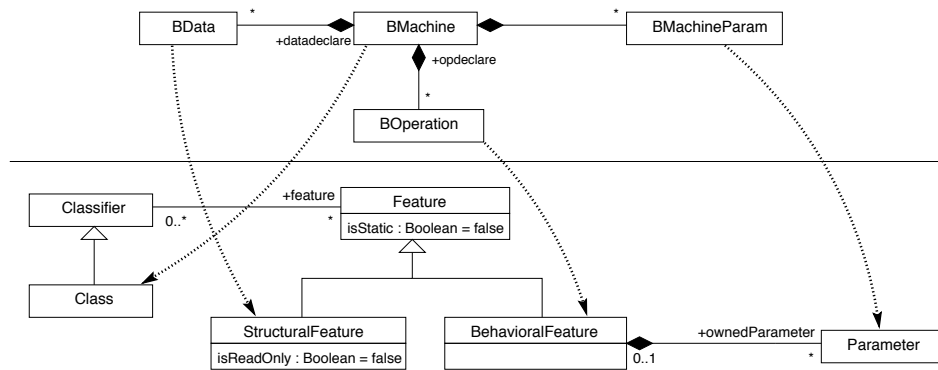 BData
*
+datadeclare
BMachine
*
BMachineParam
+opdeclare
*
BOperation
Classifier
+feature
0..*
*
Feature
isStatic : Boolean = false
Class
StructuralFeature
isReadOnly : Boolean = false
BehavioralFeature
+ownedParameter
0..1
*
Parameter